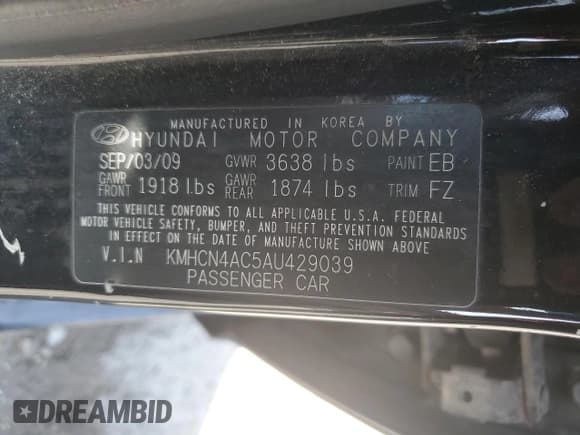 MANUFACTURED IN KOREA BY
HYUNDAI MOTOR COMPANY
SEP/03/09 GVWR 3638 lbs PAINT EB
GAWR FRONT 1918 lbs GAWR REAR 1874 lbs TRIM FZ
THIS VEHICLE CONFORMS TO ALL APPLICABLE U.S.A. FEDERAL
MOTOR VEHICLE SAFETY, BUMPER, AND THEFT PREVENTION STANDARDS
IN EFFECT ON THE DATE OF MANUFACTURE SHOWN ABOVE
V.I.N KMHCN4AC5AU429039
PASSENGER CAR
DREAMBID